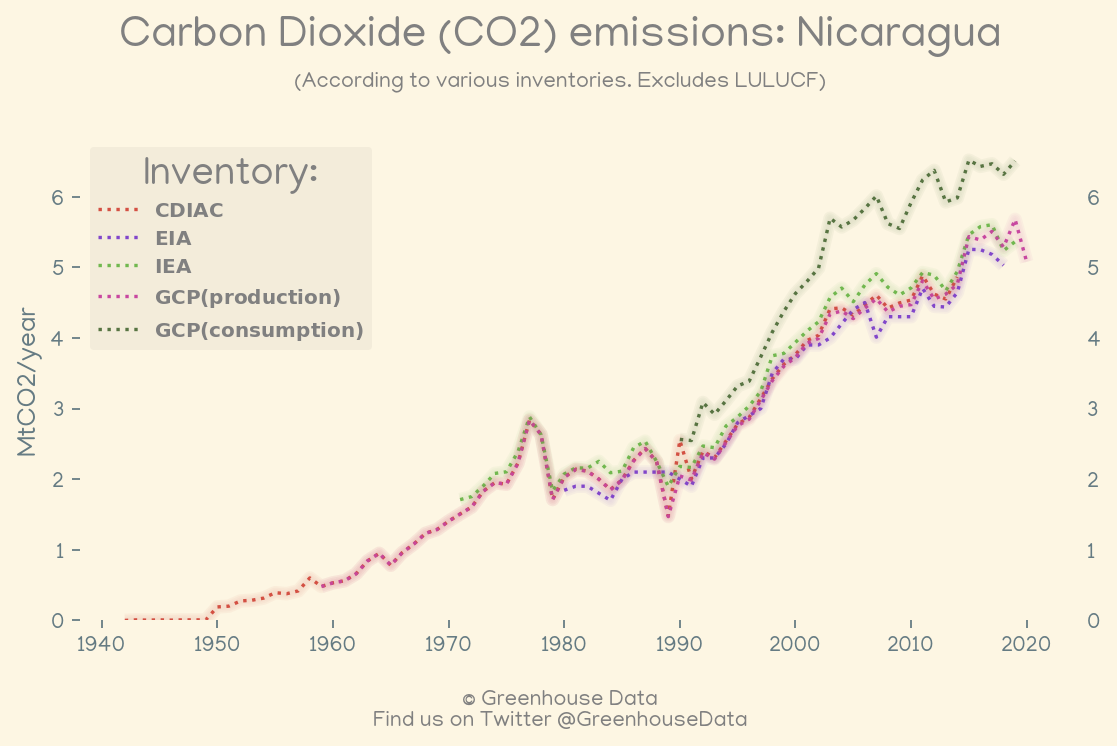 Carbon Dioxide (CO2) emissions: Nicaragua
(According to various inventories. Excludes LULUCF)
Inventory:
CDIAC
EIA
IEA
GCP(production)
GCP(consumption)
MtCO2/year
6
5
4
3
2
1
0
6
5
4
3
2
1
0
1940 1950 1960 1970 1980 1990 2000 2010 2020
© Greenhouse Data
Find us on Twitter @GreenhouseData